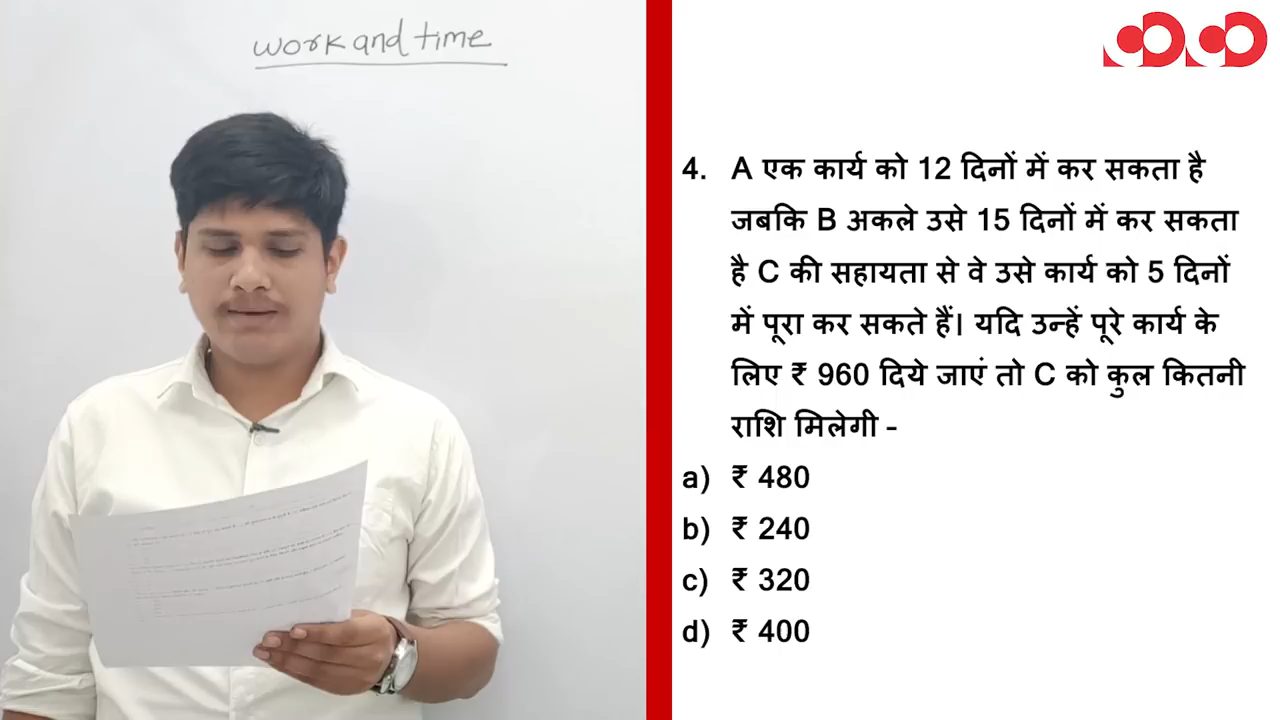 work and time
4. A एक कार्य को 12 दिनों में कर सकता है
जबकि B अकले उसे 15 दिनों में कर सकता
है C की सहायता से वे उसे कार्य को 5 दिनों
में पूरा कर सकते हैं। यदि उन्हें पूरे कार्य के
लिए ₹ 960 दिये जाएं तो C को कुल कितनी
राशि मिलेगी -
a) ₹ 480
b) ₹ 240
c) ₹ 320
d) ₹ 400